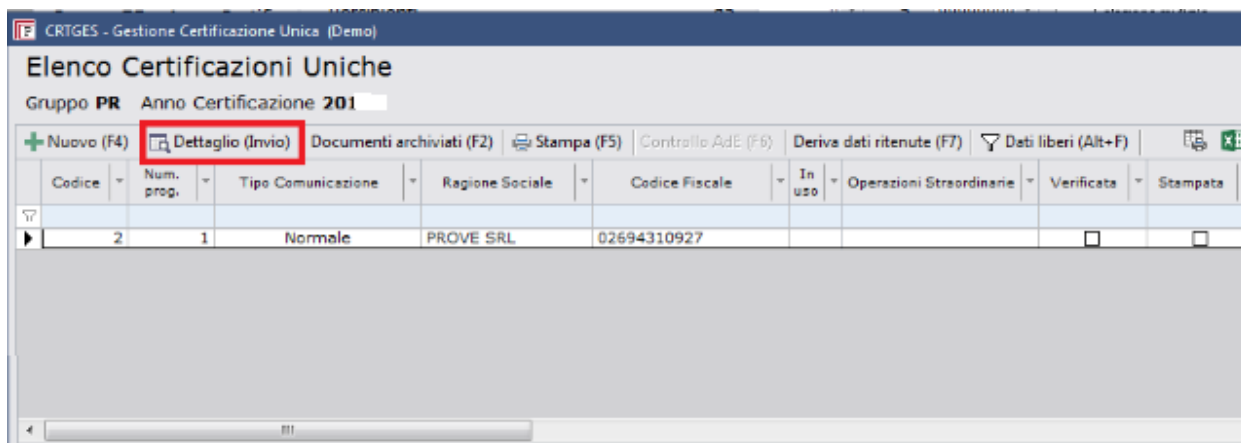 CRTGES - Gestione Certificazione Unica (Demo)
Elenco Certificazioni Uniche
Gruppo PR Anno Certificazione 201
Nuovo (F4) Dettaglio (Invio) Documenti archiviati (F2) Stampa (F5) Controllo AdE (F6) Deriva dati ritenute (F7) Dati liberi (Alt+F)
Codice Num. prog. Tipo Comunicazione Ragione Sociale Codice Fiscale In uso Operazioni Straordinarie Verificata Stampata
2 1 Normale PROVE SRL 02694310927